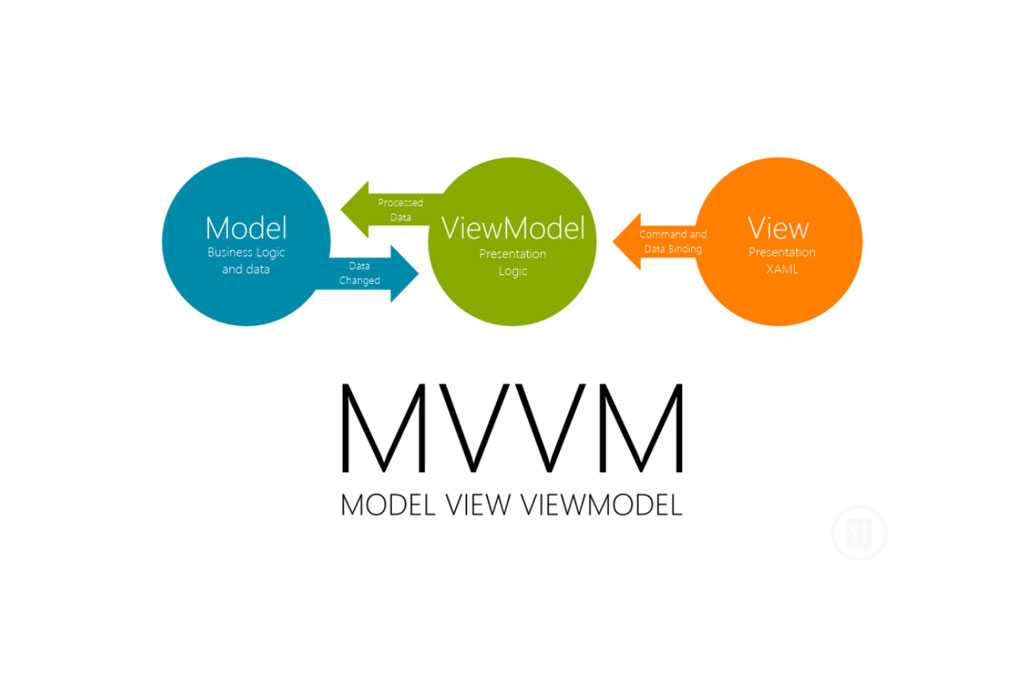 Model
Business Logic
and data
Processed
Data
Data
Changed
ViewModel
Presentation
Logic
Command and
Data Binding
View
Presentation
XAML
MVVM
MODEL VIEW VIEWMODEL